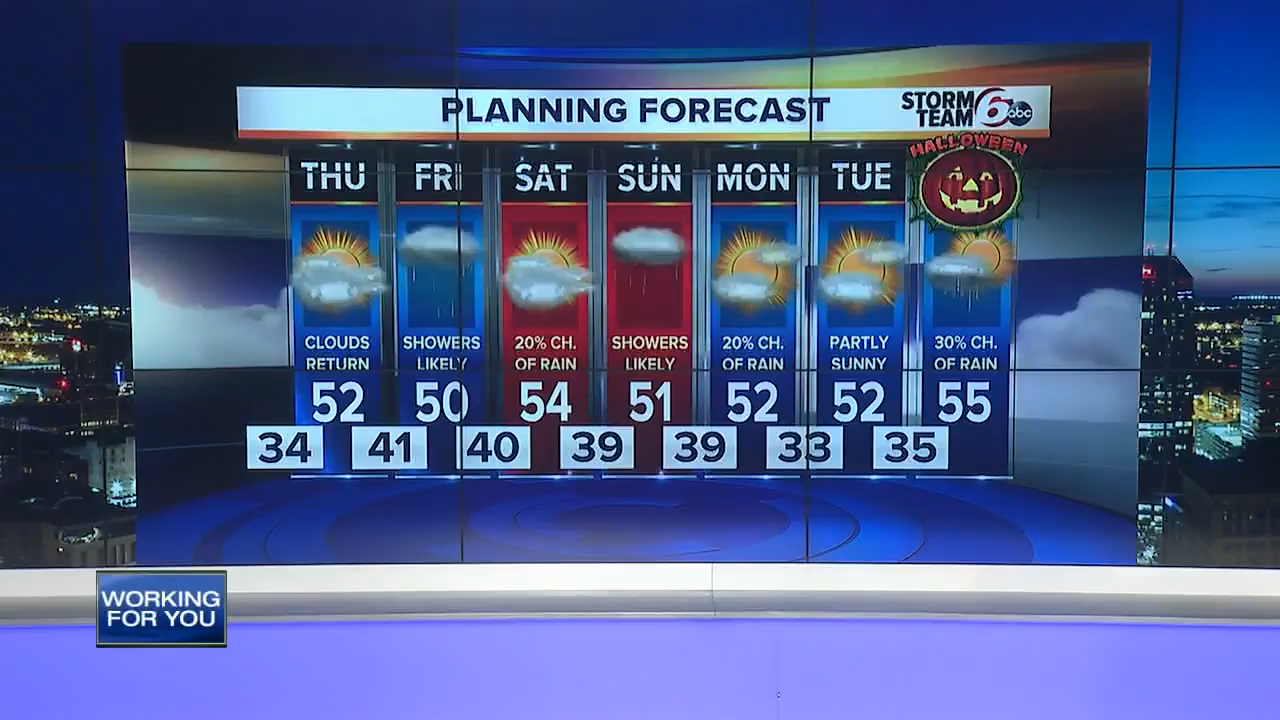 PLANNING FORECAST
STORM
TEAM 6 abc
HALLOWEEN
THU FRI SAT SUN MON TUE
CLOUDS SHOWERS 20% CH. SHOWERS 20% CH. PARTLY 30% CH.
RETURN LIKELY OF RAIN LIKELY OF RAIN SUNNY OF RAIN
52 50 54 51 52 52 55
34 41 40 39 39 33 35
WORKING
FOR YOU